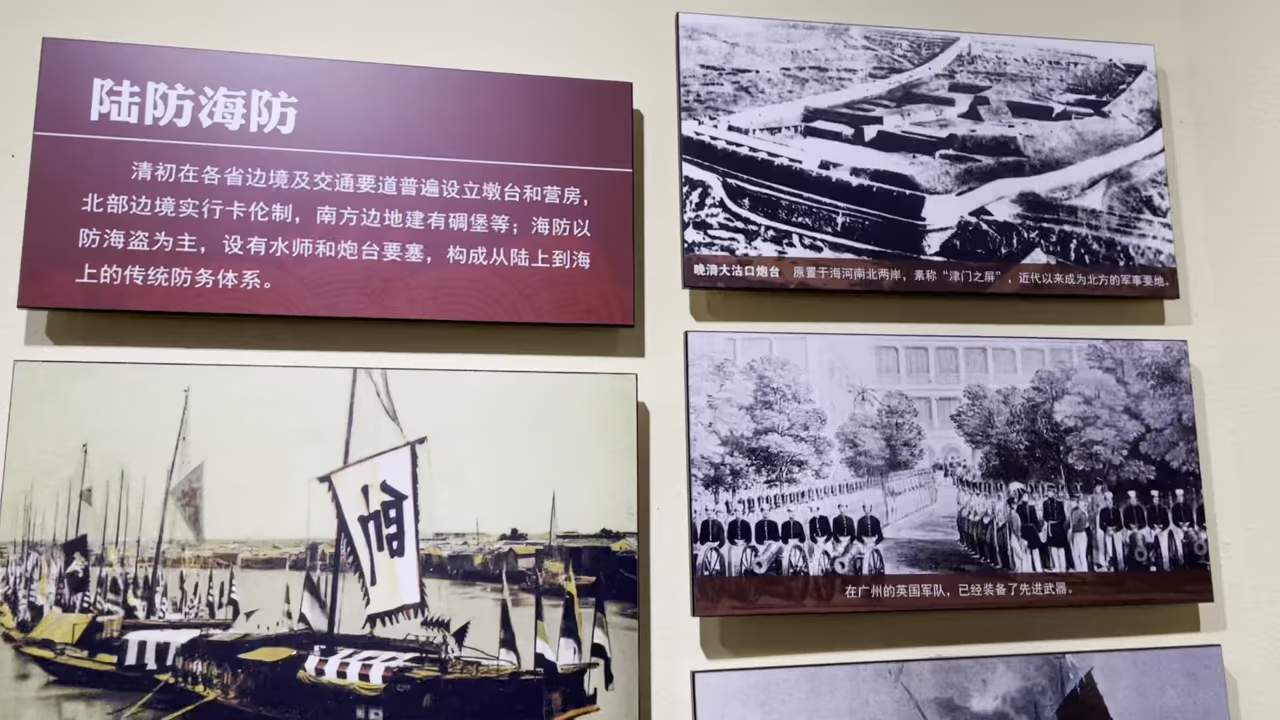 陆防海防
清初在各省边境及交通要道普遍设立墩台和营房，
北部边境实行卡伦制，南方边地建有碉堡等；海防以
防海盗为主，设有水师和炮台要塞，构成从陆上到海
上的传统防务体系。
晚清大沽口炮台 原置于海河南北两岸，素称“津门之屏”，近代以来成为北方的军事要地。
在广州的英国军队，已经装备了先进武器。